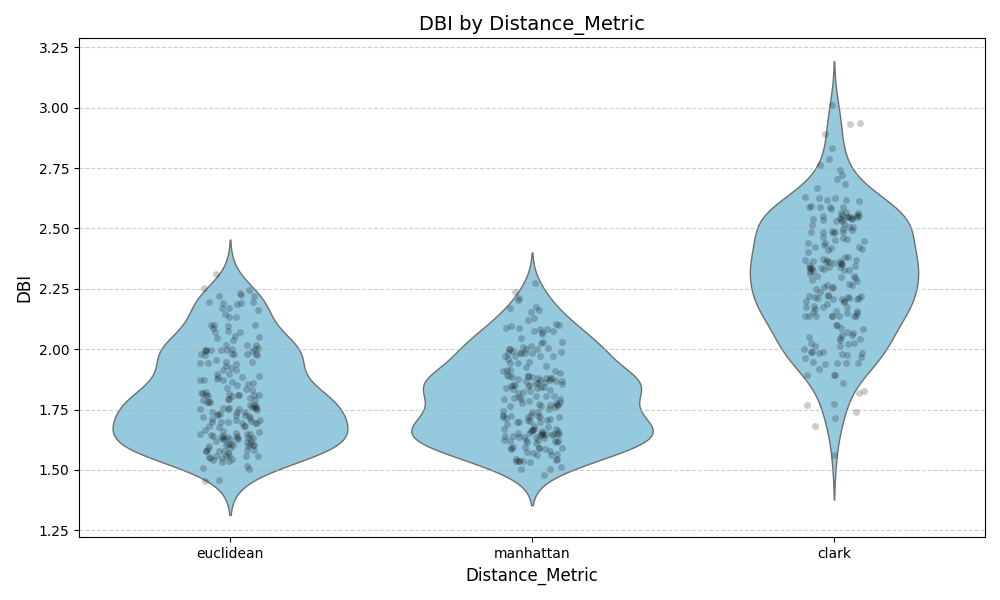 DBI by Distance_Metric
DBI
3.25
3.00
2.75
2.50
2.25
2.00
1.75
1.50
1.25
euclidean
manhattan
clark
Distance_Metric